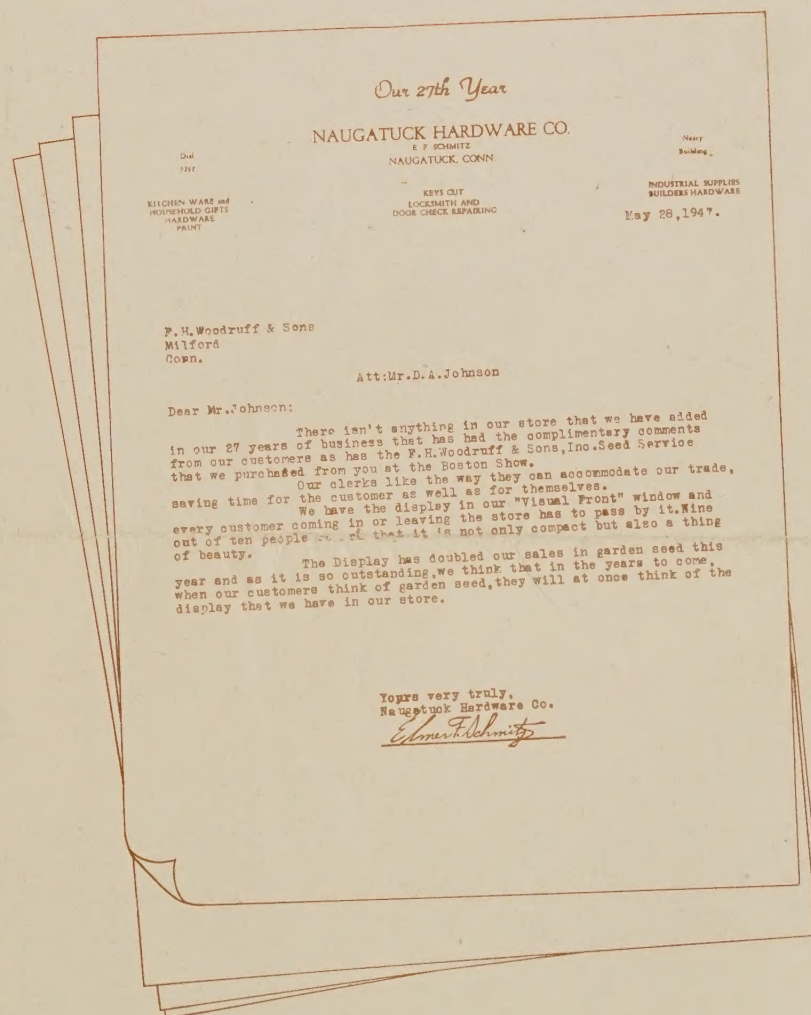 Our 27th Year
NAUGATUCK HARDWARE CO.
E F SCHMITZ
NAUGATUCK, CONN
Dial
Neary
Building
KITCHEN WARE and
HOUSEHOLD GIFTS
HARDWARE
PAINT
KEYS CUT
LOCKSMITH AND
DOOR CHECK REPAIRING
INDUSTRIAL SUPPLIES
BUILDERS HARDWARE
May 28,1947.
F.H.Woodruff & Sons
Milford
Conn.
Att:Mr.D.A.Johnson
Dear Mr.Johnson:
There isn't anything in our store that we have added
in our 27 years of business that has had the complimentary comments
from our customers as has the F.H.Woodruff & Sons,Inc.Seed Service
that we purchased from you at the Boston Show.
Our clerks like the way they can accommodate our trade,
saving time for the customer as well as for themselves.
We have the display in our "Visual Front" window and
every customer coming in or leaving the store has to pass by it.Nine
out of ten people that it is not only compact but also a thing
of beauty.
The Display has doubled our sales in garden seed this
year and as it is so outstanding,we think that in the years to come,
when our customers think of garden seed,they will at once think of the
display that we have in our store.
Yours very truly,
Naugatuck Hardware Co.
Elmer F. Schmitz